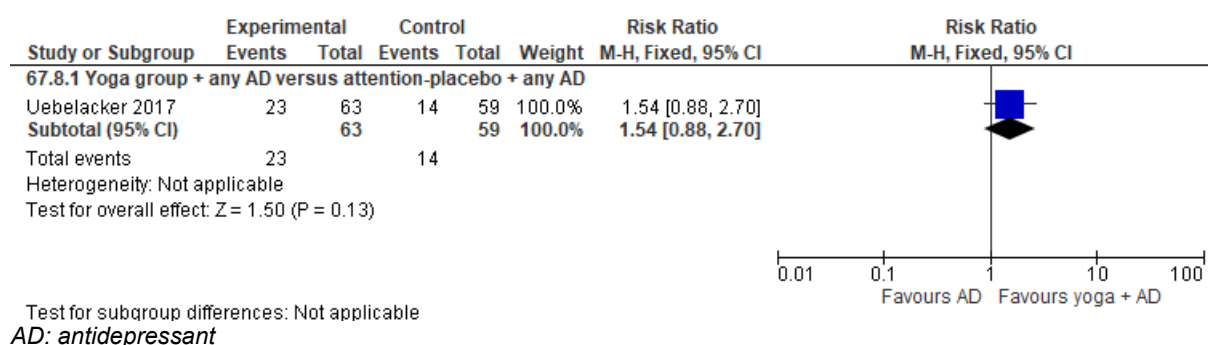 Experimental Control Risk Ratio Risk Ratio
Study or Subgroup Events Total Events Total Weight M-H, Fixed, 95% CI M-H, Fixed, 95% CI
67.8.1 Yoga group + any AD versus attention-placebo + any AD
Uebelacker 2017 23 63 14 59 100.0% 1.54 [0.88, 2.70]
Subtotal (95% CI) 63 59 100.0% 1.54 [0.88, 2.70]
Total events 23 14
Heterogeneity: Not applicable
Test for overall effect: Z = 1.50 (P = 0.13)
0.01 0.1 1 10 100
Favours AD Favours yoga + AD
Test for subgroup differences: Not applicable
AD: antidepressant